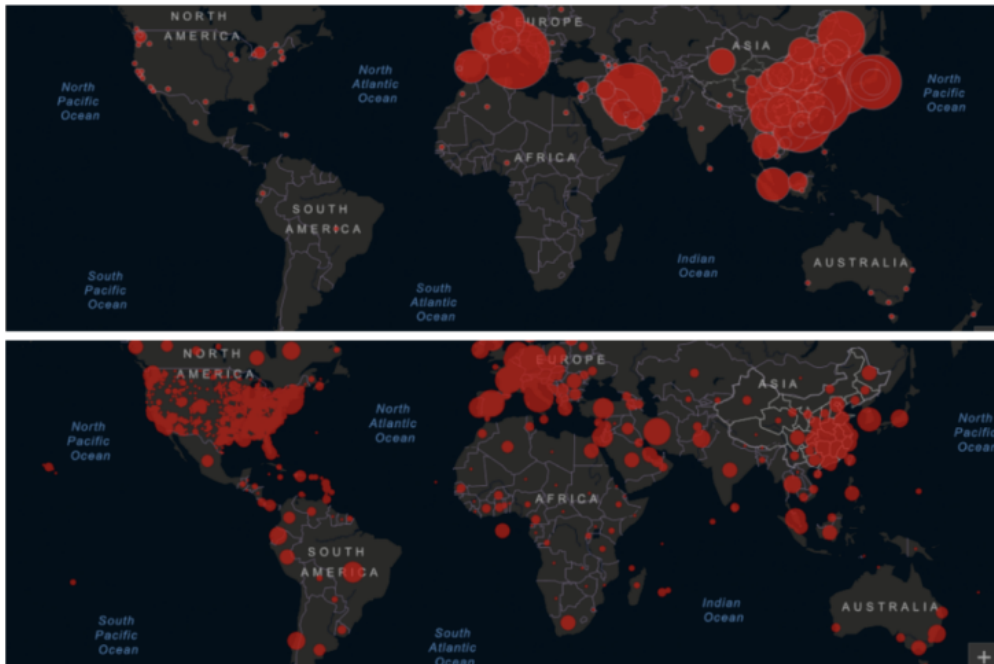 NORTH
AMERICA
EUROPE
ASIA
North
Pacific
Ocean
North
Atlantic
Ocean
North
Pacific
Ocean
AFRICA
SOUTH
AMERICA
Indian
Ocean
AUSTRALIA
South
Pacific
Ocean
South
Atlantic
Ocean
NORTH
AMERICA
EUROPE
ASIA
North
Pacific
Ocean
North
Atlantic
Ocean
North
Pacific
Ocean
AFRICA
SOUTH
AMERICA
Indian
Ocean
AUSTRALIA
South
Pacific
Ocean
South
Atlantic
Ocean
+